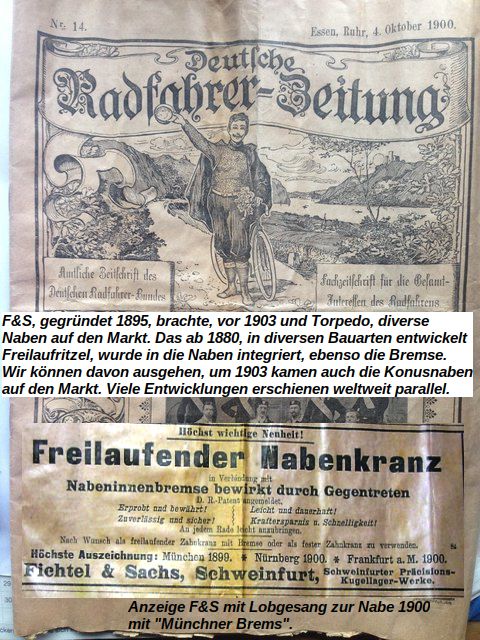 Nr. 14.
Essen, Ruhr, 4. Oktober 1900.
Deutsche
Radfahrer-Zeitung
Amtliche Zeitschrift des
Deutschen Radfahrer-Bundes
Fachzeitschrift für die Gesamt-
Interessen des Radfahrens
F&S, gegründet 1895, brachte, vor 1903 und Torpedo, diverse
Naben auf den Markt. Das ab 1880, in diversen Bauarten entwickelt
Freilaufritzel, wurde in die Naben integriert, ebenso die Bremse.
Wir können davon ausgehen, um 1903 kamen auch die Konusnaben
auf den Markt. Viele Entwicklungen erschienen weltweit parallel.
Höchst wichtige Neuheit!
Freilaufender Nabenkranz
in Verbindung mit
Nabeninnenbremse bewirkt durch Gegentreten
D. R.-Patent angemeldet.
Erprobt und bewährt! Leicht und dauerhaft!
Zuverlässig und sicher! Kraftersparnis u. Schnelligkeit!
An jedem Rade leicht anzubringen.
Nach Wunsch als freilaufender Zahnkranz mit Bremse oder als fester Zahnkranz zu verwenden.
Höchste Auszeichnung: München 1899. * Nürnberg 1900. * Frankfurt a. M. 1900.
Fichtel & Sachs, Schweinfurt, Schweinfurter Präcisions-
Kugellager-Werke.
Anzeige F&S mit Lobgesang zur Nabe 1900
mit "Münchner Brems".